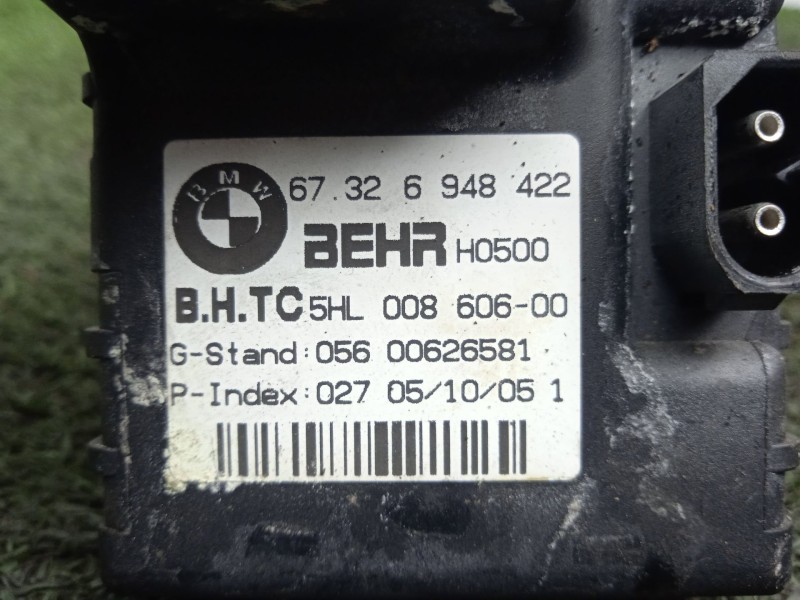 BMW
67.32 6 948 422
BEHR H0500
B.H.TC 5HL 008 606-00
G-Stand: 056 00626581
P-Index: 027 05/10/05 1